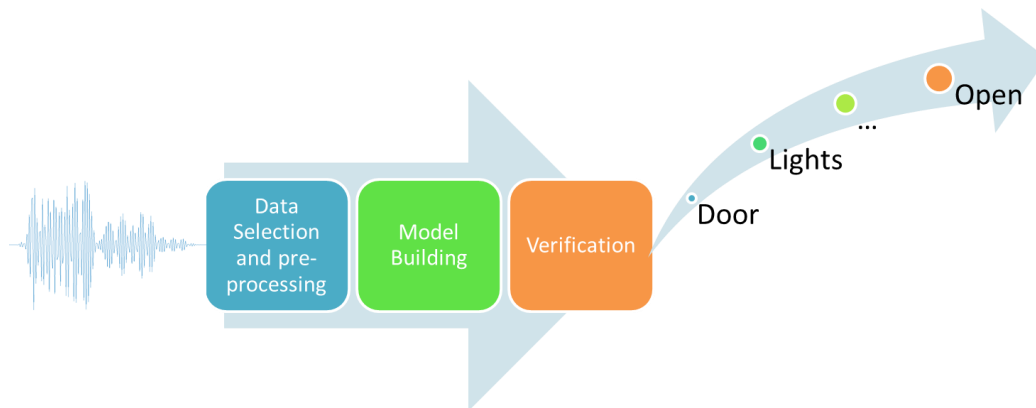 Data
Selection
and pre-
processing
Model
Building
Verification
Door
Lights
...
Open